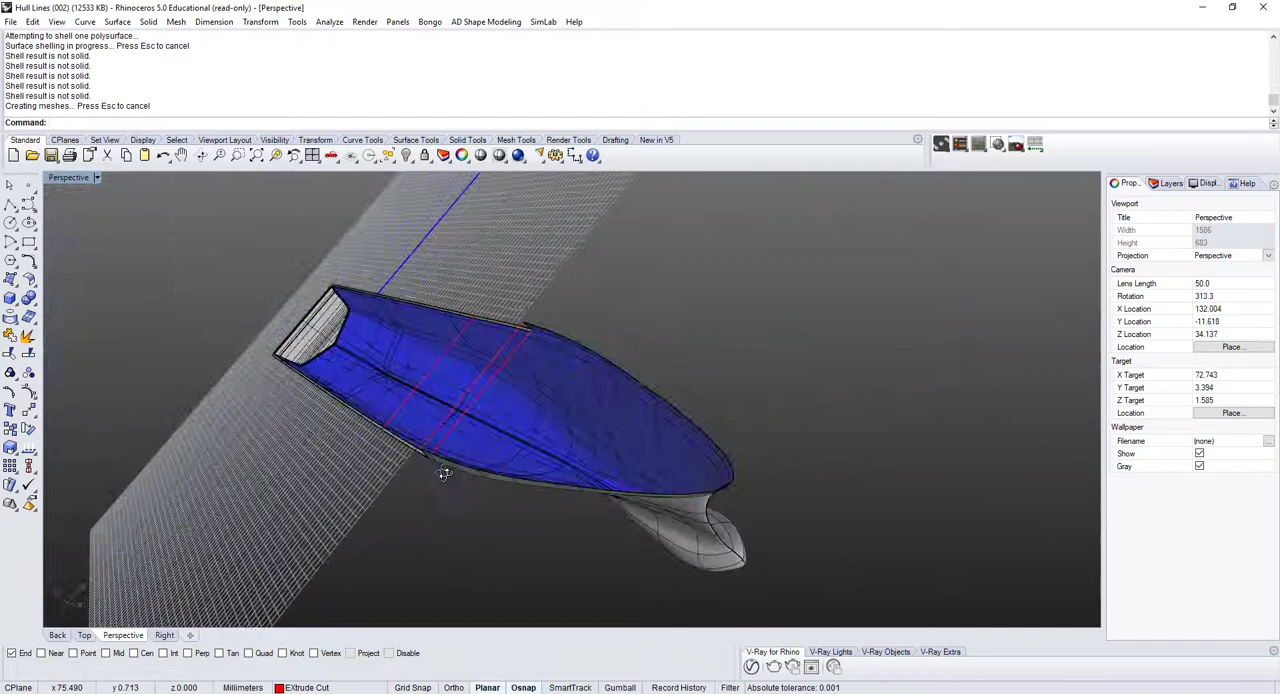 Hull Lines (002) (12533 KB) - Rhinoceros 5.0 Educational (read-only) - [Perspective]
File Edit View Curve Surface Solid Mesh Dimension Transform Tools Analyze Render Panels Bongo AD Shape Modeling SimLab Help
Attempting to shell one polysurface...
Surface shelling in progress... Press Esc to cancel
Shell result is not solid.
Shell result is not solid.
Shell result is not solid.
Shell result is not solid.
Creating meshes... Press Esc to cancel
Command:
Standard CPlanes Set View Display Select Viewport Layout Visibility Transform Curve Tools Surface Tools Solid Tools Mesh Tools Render Tools Drafting New in V5
Perspective
Prop... Layers Displ... Help
Viewport
Title Perspective
Width 1586
Height 683
Projection Perspective
Camera
Lens Length 50.0
Rotation 313.3
X Location 132.004
Y Location -11.618
Z Location 34.137
Location Place...
Target
X Target 72.743
Y Target 3.394
Z Target 1.585
Location Place...
Wallpaper
Filename (none)
Show
Gray
Back Top Perspective Right
End Near Point Mid Cen Int Perp Tan Quad Knot Vertex Project Disable
V-Ray for Rhino V-Ray Lights V-Ray Objects V-Ray Extra
CPlane x 75.490 y 0.713 z 0.000 Millimeters EXtrude Cut Grid Snap Ortho Planar Osnap SmartTrack Gumball Record History Filter Absolute tolerance: 0.001